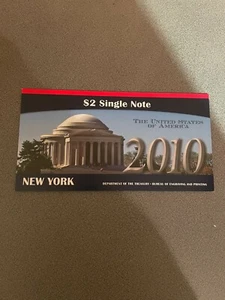 $2 Single Note
THE UNITED STATES
OF AMERICA
2010
NEW YORK
DEPARTMENT OF THE TREASURY • BUREAU OF ENGRAVING AND PRINTING